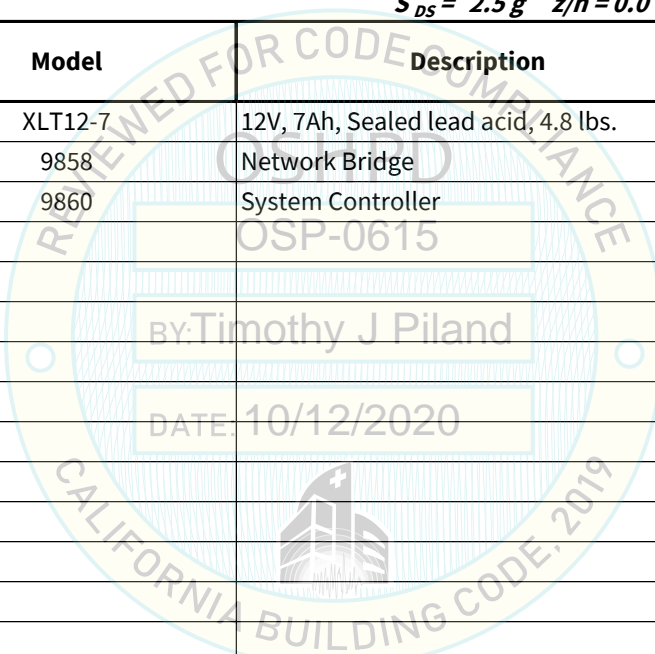 S DS = 2.5 g z/h = 0.0
Model Description
XLT12-7 12V, 7Ah, Sealed lead acid, 4.8 lbs.
9858 Network Bridge
9860 System Controller
REVIEWED FOR CODE COMPLIANCE
OSHPD
OSP-0615
BY:Timothy J Piland
DATE: 10/12/2020
CALIFORNIA BUILDING CODE, 2019